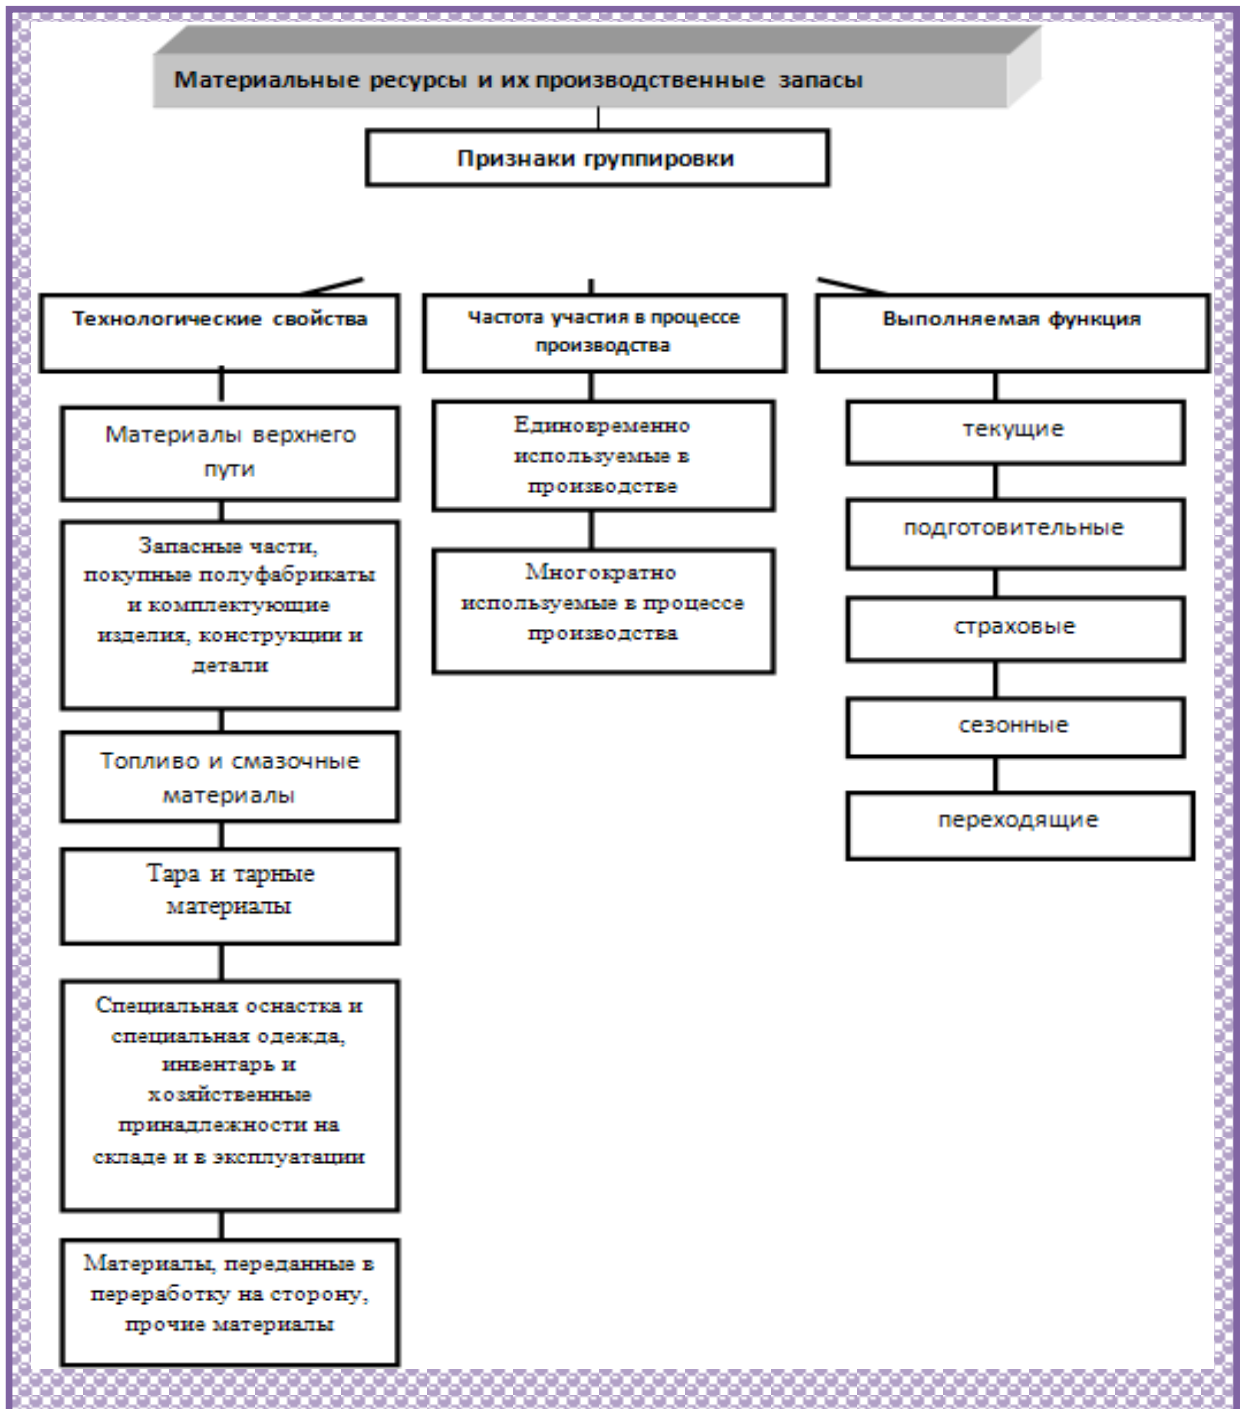 Материальные ресурсы и их производственные запасы
Признаки группировки
Технологические свойства
Материалы верхнего
пути
Запасные части,
покупные полуфабрикаты
и комплектующие
изделия, конструкции и
детали
Топливо и смазочные
материалы
Тара и тарные
материалы
Специальная оснастка и
специальная одежда,
инвентарь и
хозяйственные
принадлежности на
складе и в эксплуатации
Материалы, переданные в
переработку на сторону,
прочие материалы
Частота участия в процессе
производства
Единовременно
используемые в
производстве
Многократно
используемые в процессе
производства
Выполняемая функция
текущие
подготовительные
страховые
сезонные
переходящие